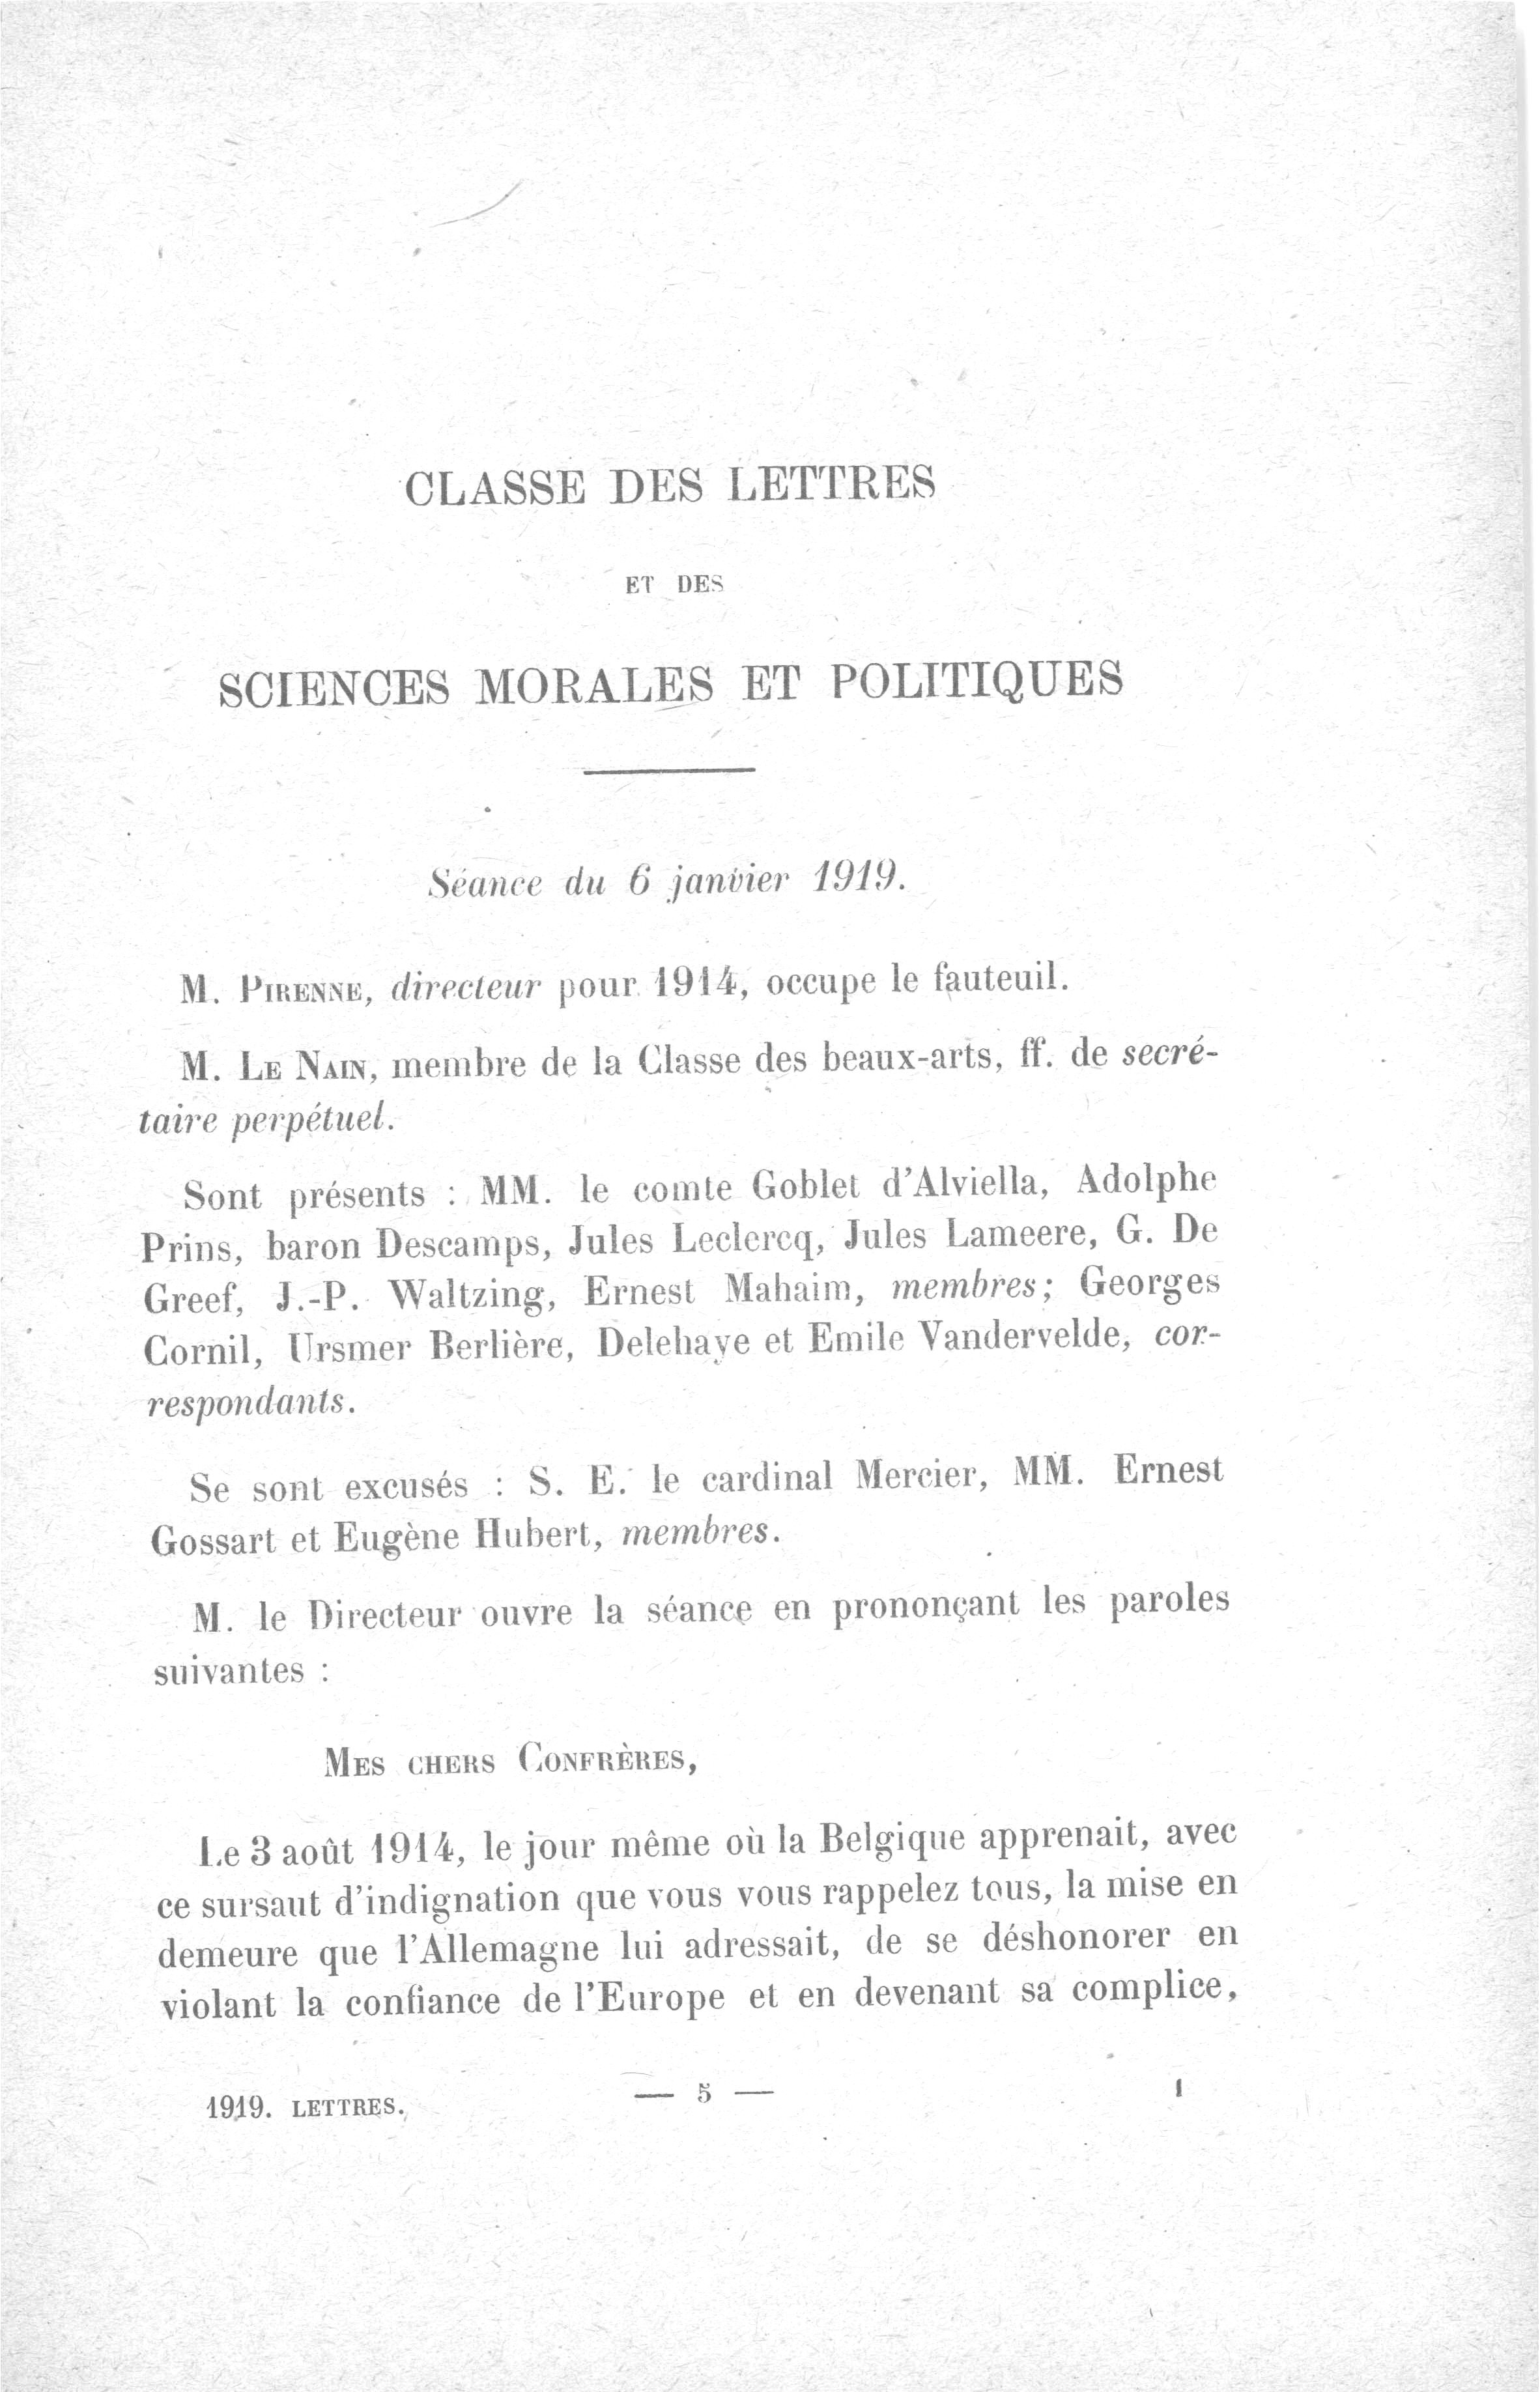 CLASSE DES LETTRES
ET DES
SCIENCES MORALES ET POLITIQUES
Séance du 6 janvier 1919.
M. PIRENNE, directeur pour 1914, occupe le fauteuil.
M. LE NAIN, membre de la Classe des beaux-arts, ff. de secré-
taire perpétuel.
Sont présents : MM. le comte Goblet d'Alviella, Adolphe
Prins, baron Descamps, Jules Leclercq, Jules Lameere, G. De
Greef, J.-P. Waltzing, Ernest Mahaim, membres; Georges
Cornil, Ursmer Berlière, Delehaye et Emile Vandervelde, cor-
respondants.
Se sont excusés : S. E. le cardinal Mercier, MM. Ernest
Gossart et Eugène Hubert, membres.
M. le Directeur ouvre la séance en prononçant les paroles
suivantes :
MES CHERS CONFRÈRES,
Le 3 août 1914, le jour même où la Belgique apprenait, avec
ce sursaut d'indignation que vous vous rappelez tous, la mise en
demeure que l'Allemagne lui adressait, de se déshonorer en
violant la confiance de l'Europe et en devenant sa complice,
1919. LETTRES. — 5 — 1